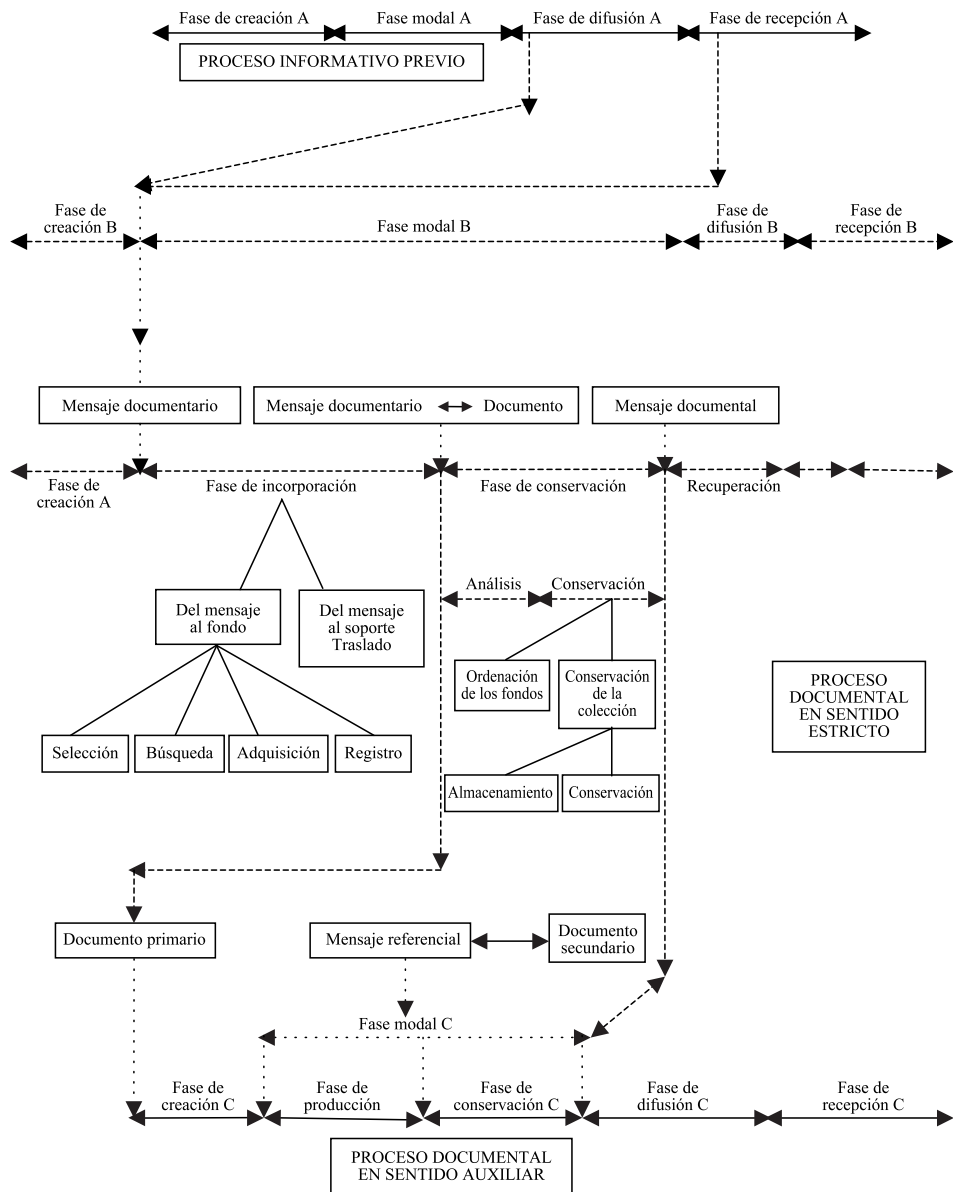 Fase de creación A
Fase modal A
Fase de difusión A
Fase de recepción A
PROCESO INFORMATIVO PREVIO
Fase de
creación B
Fase modal B
Fase de
difusión B
Fase de
recepción B
Mensaje documentario
Mensaje documentario
Documento
Mensaje documental
Fase de
creación A
Fase de incorporación
Fase de conservación
Recuperación
Análisis
Conservación
Del mensaje
al fondo
Del mensaje
al soporte
Traslado
Ordenación
de los fondos
Conservación
de la
colección
PROCESO
DOCUMENTAL
EN SENTIDO
ESTRICTO
Selección
Búsqueda
Adquisición
Registro
Almacenamiento
Conservación
Documento primario
Mensaje referencial
Documento
secundario
Fase modal C
Fase de
creación C
Fase de
producción
Fase de
conservación C
Fase de
difusión C
Fase de
recepción C
PROCESO DOCUMENTAL
EN SENTIDO AUXILIAR